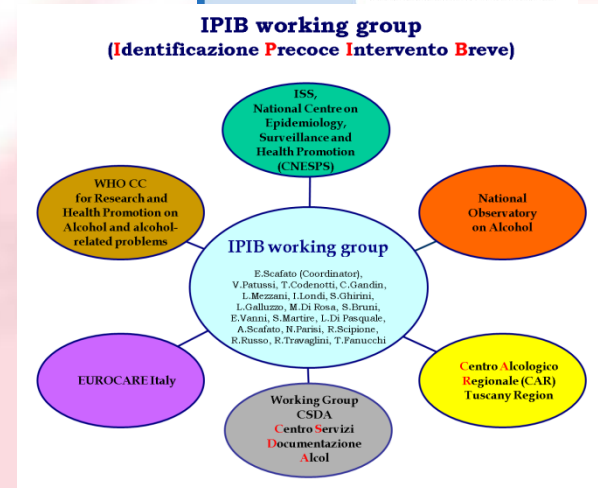 IPIB working group
(Identificazione Precoce Intervento Breve)
ISS,
National Centre on
Epidemiology,
Surveillance and
Health Promotion
(CNESPS)
WHO CC
for Research and
Health Promotion on
Alcohol and alcohol-
related problems
National
Observatory
on Alcohol
IPIB working group
E.Scafato (Coordinator),
V.Patussi, T.Codenotti, C.Gandin,
L.Mezzani, I.Londi, S.Ghirini,
L.Galluzzo, M.Di Rosa, S.Bruni,
E.Vanni, S.Martire, L.Di Pasquale,
A.Scafato, N.Parisi, R.Scipione,
R.Russo, R.Travaglini, T.Fanucchi
EUROCARE Italy
Centro Alcologico
Regionale (CAR)
Tuscany Region
Working Group
CSDA
Centro Servizi
Documentazione
Alcol